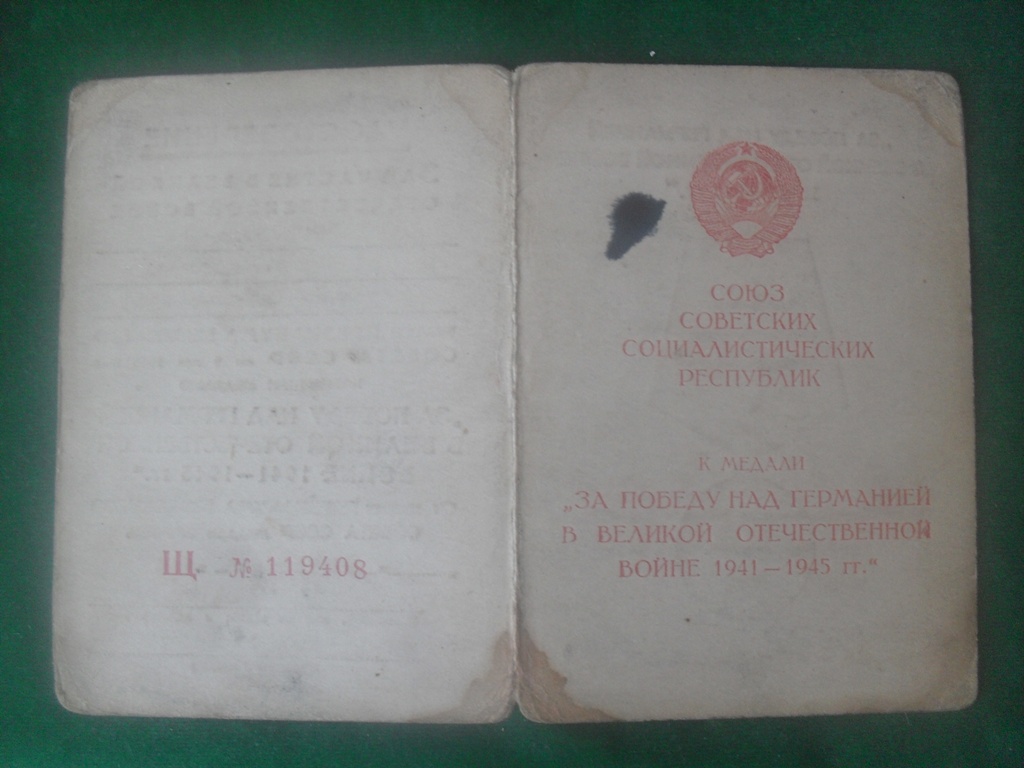 Щ. № 119408
СОЮЗ
СОВЕТСКИХ
СОЦИАЛИСТИЧЕСКИХ
РЕСПУБЛИК
К МЕДАЛИ
„ЗА ПОБЕДУ НАД ГЕРМАНИЕЙ
В ВЕЛИКОЙ ОТЕЧЕСТВЕННОЙ
ВОЙНЕ 1941 — 1945 гг.“